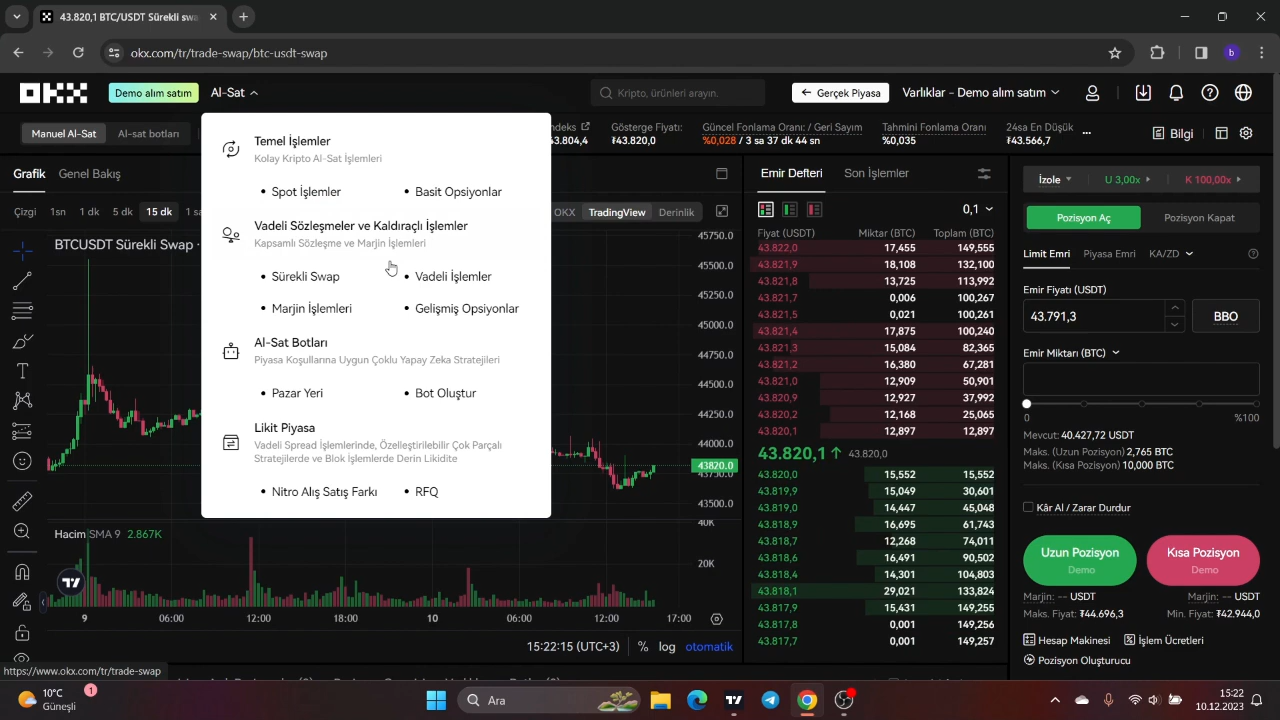 43.820,1 BTC/USDT Sürekli swa
okx.com/tr/trade-swap/btc-usdt-swap
b
OKX
Demo alım satım
Al-Sat
Kripto, ürünleri arayın.
← Gerçek Piyasa
Varlıklar - Demo alım satım
Manuel Al-Sat
Al-sat botları
ndeks
₮43.804,4
Gösterge Fiyatı:
₮43.820,0
Güncel Fonlama Oranı: / Geri Sayım
%0,028 / 3 sa 37 dk 44 sn
Tahmini Fonlama Oranı
%0,035
24sa En Düşük
₮43.566,7
Bilgi
Temel İşlemler
Kolay Kripto Al-Sat İşlemleri
• Spot İşlemler
• Basit Opsiyonlar
Vadeli Sözleşmeler ve Kaldıraçlı İşlemler
Kapsamlı Sözleşme ve Marjin İşlemleri
• Sürekli Swap
• Vadeli İşlemler
• Marjin İşlemleri
• Gelişmiş Opsiyonlar
Al-Sat Botları
Piyasa Koşullarına Uygun Çoklu Yapay Zeka Stratejileri
• Pazar Yeri
• Bot Oluştur
Likit Piyasa
Vadeli Spread İşlemlerinde, Özelleştirilebilir Çok Parçalı
Stratejilerde ve Blok İşlemlerde Derin Likidite
• Nitro Alış Satış Farkı
• RFQ
Grafik
Genel Bakış
Çizgi 1sn 1 dk 5 dk 15 dk 1 sa
OKX TradingView Derinlik
BTCUSDT Sürekli Swap ·
45750.0
45500.0
45250.0
45000.0
44750.0
44500.0
44250.0
44000.0
43820.0
43750.0
43500.0
Hacim SMA 9 2.867K
40K
20K
9 06:00 12:00 18:00 10 06:00 12:00 17:00
15:22:15 (UTC+3)
% log otomatik
Emir Defteri
Son İşlemler
0,1
Fiyat (USDT) Miktar (BTC) Toplam (BTC)
43.822,0 17,455 149,555
43.821,9 18,108 132,100
43.821,8 13,725 113,992
43.821,7 0,006 100,267
43.821,5 0,021 100,261
43.821,4 17,875 100,240
43.821,3 15,084 82,365
43.821,2 16,380 67,281
43.821,0 12,909 50,901
43.820,9 12,927 37,992
43.820,2 12,168 25,065
43.820,1 12,897 12,897
43.820,1↑ 43.820,0
43.820,0 15,552 15,552
43.819,9 15,049 30,601
43.819,0 14,447 45,048
43.818,9 16,695 61,743
43.818,7 12,268 74,011
43.818,6 16,491 90,502
43.818,4 14,301 104,803
43.818,1 29,021 133,824
43.817,9 15,431 149,255
43.817,8 0,001 149,256
43.817,7 0,001 149,257
İzole
U 3,00x
K 100,00x
Pozisyon Aç
Pozisyon Kapat
Limit Emri
Piyasa Emri
KA/ZD
Emir Fiyatı (USDT)
43.791,3
BBO
Emir Miktarı (BTC)
0
%100
Mevcut: 40.427,72 USDT
Maks. (Uzun Pozisyon) 2,765 BTC
Maks. (Kısa Pozisyon) 10,000 BTC
Kâr Al / Zarar Durdur
Uzun Pozisyon
Demo
Kısa Pozisyon
Demo
Marjin: -- USDT
Marjin: -- USDT
Maks. Fiyat: ₮44.696,3
Min. Fiyat: ₮42.944,0
Hesap Makinesi
İşlem Ücretleri
Pozisyon Oluşturucu
https://www.okx.com/tr/trade-swap
10°C
Güneşli
1
Ara
15:22
10.12.2023